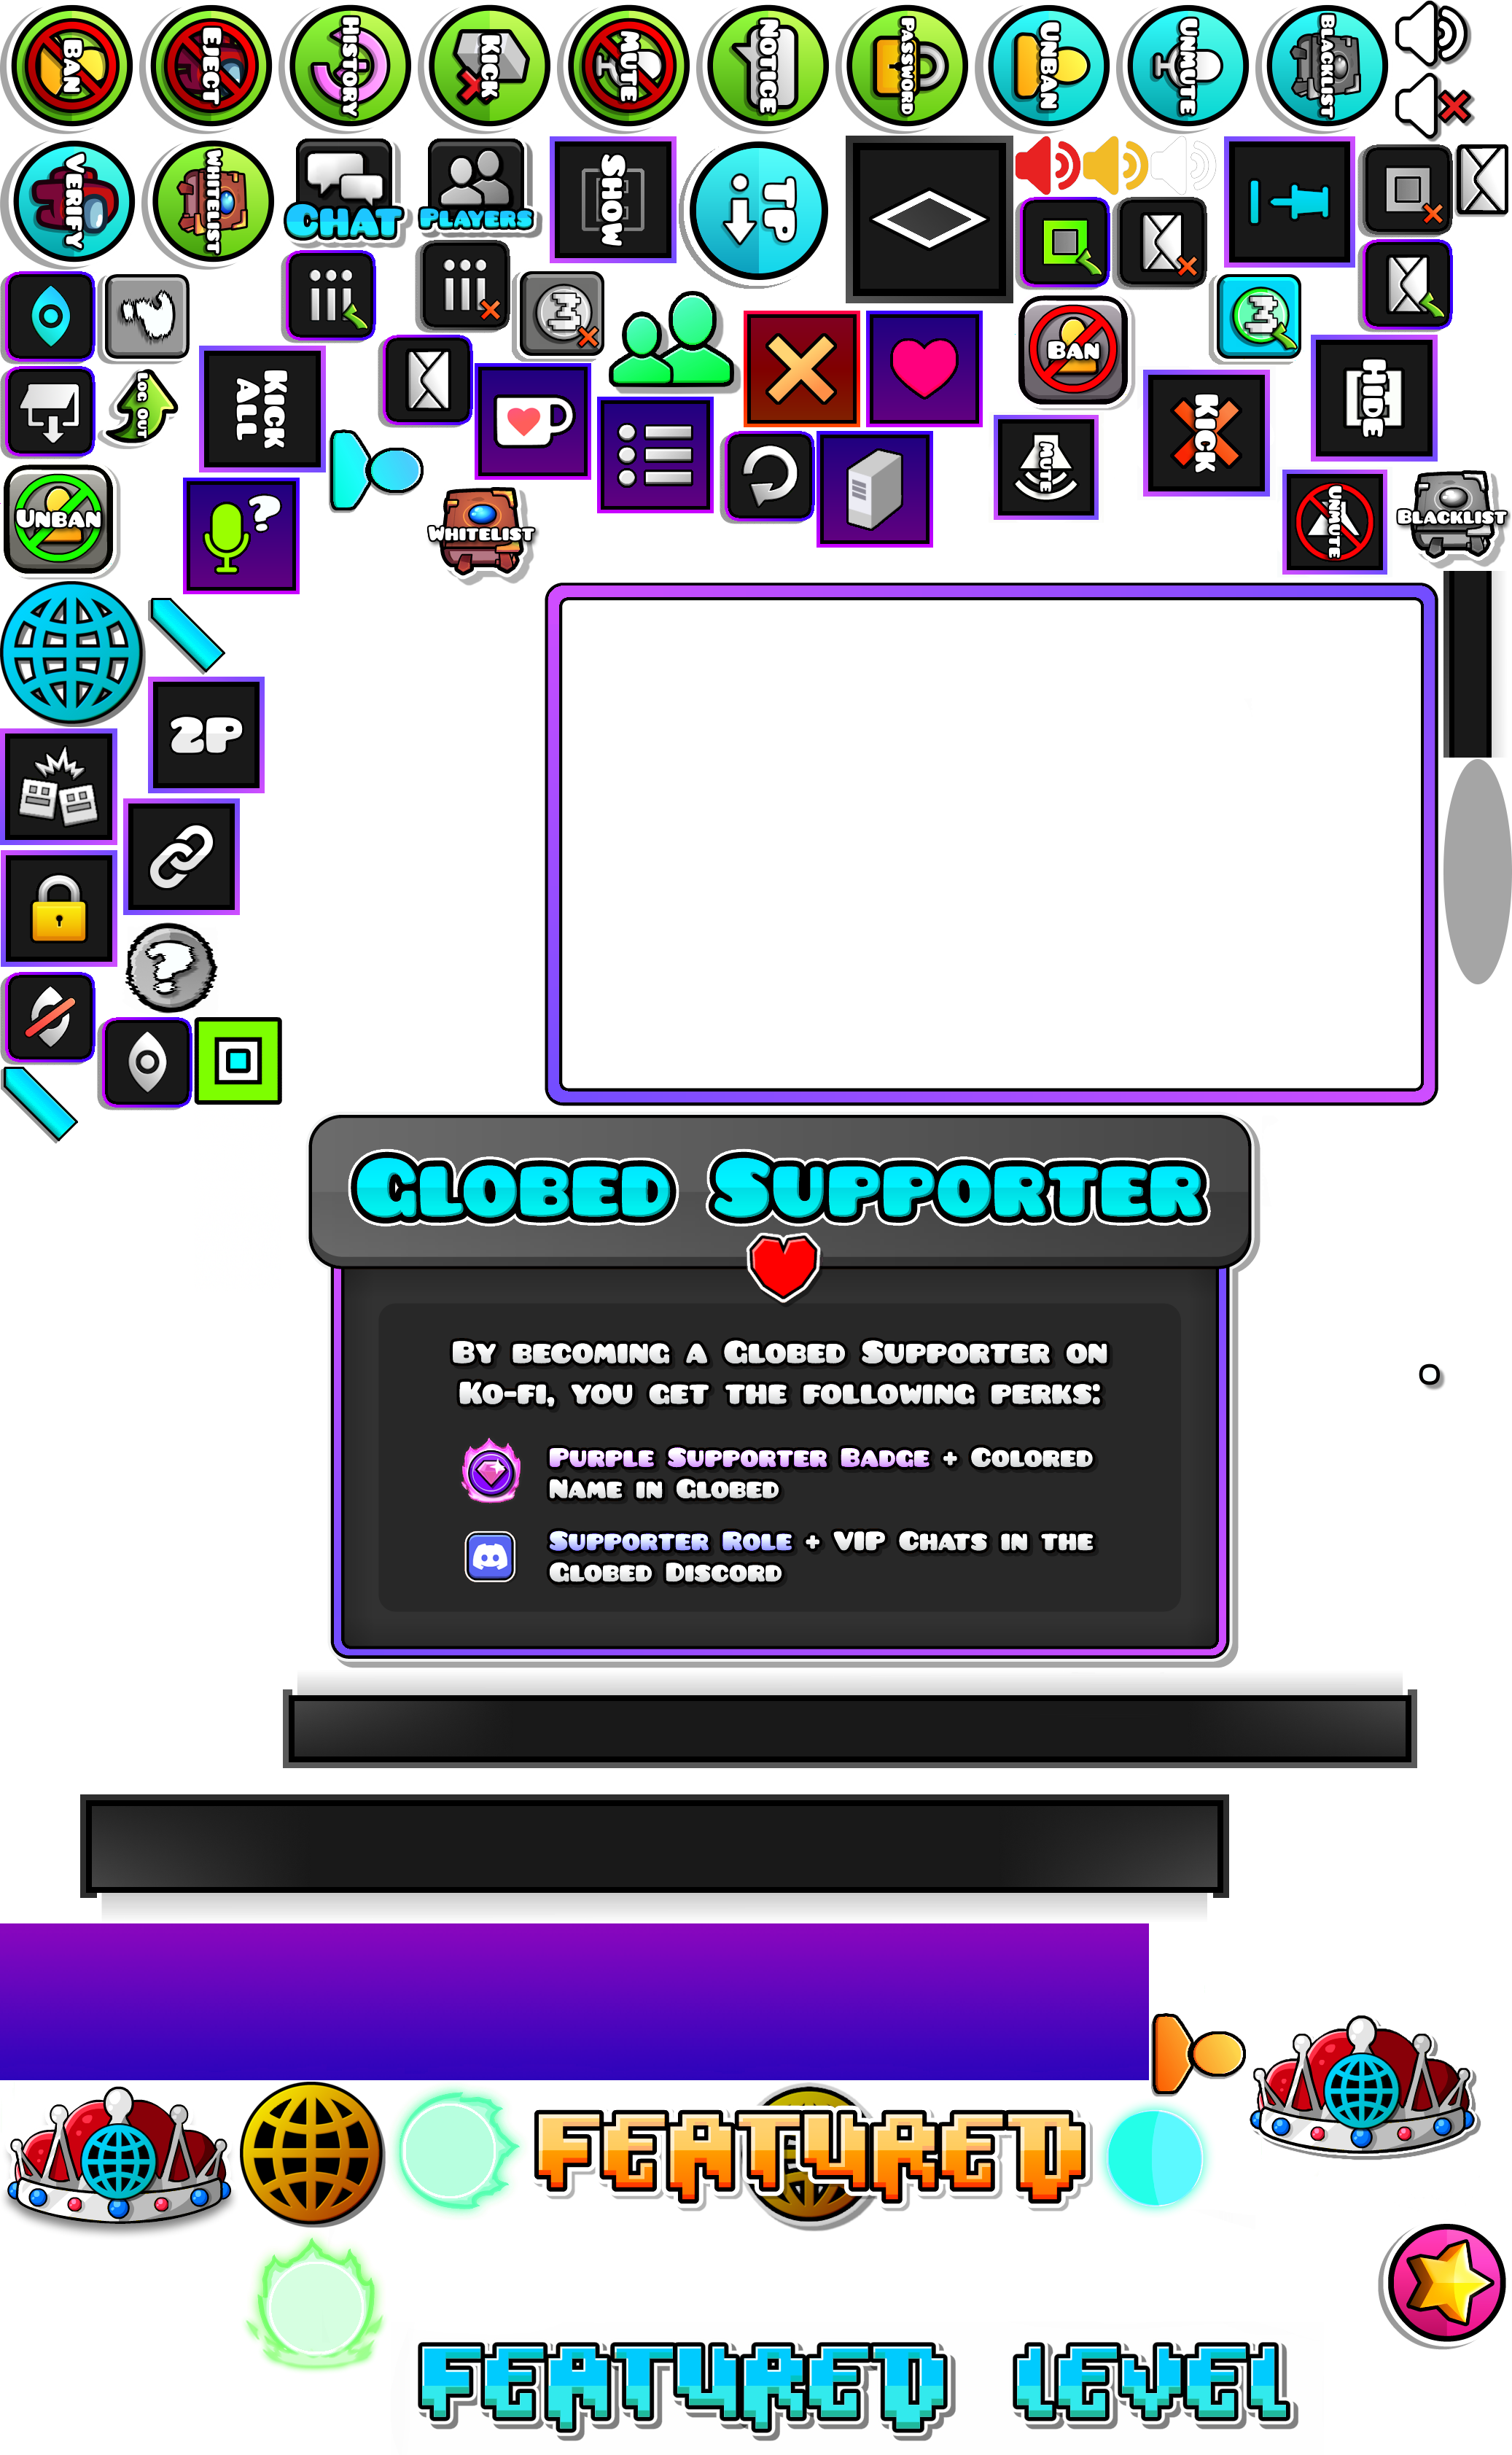 BAN
EJECT
HISTORY
KICK
MUTE
NOTICE
PASSWORD
UNBAN
UNMUTE
BLACKLIST
VERIFY
WHITELIST
CHAT
PLAYERS
SHOW
TP
?
M
M
BAN
HIDE
LOG OUT
KICK
ALL
KICK
MUTE
UNBAN
?
WHITELIST
UNMUTE
BLACKLIST
2P
?
GLOBED SUPPORTER
BY BECOMING A GLOBED SUPPORTER ON
KO-FI, YOU GET THE FOLLOWING PERKS:
PURPLE SUPPORTER BADGE + COLORED
NAME IN GLOBED
SUPPORTER ROLE + VIP CHATS IN THE
GLOBED DISCORD
FEATURED
FEATURED LEVEL